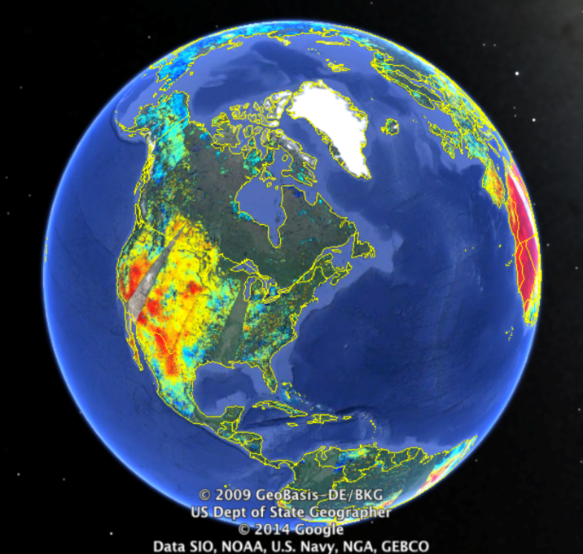 © 2009 GeoBasis-DE/BKG
US Dept of State Geographer
© 2014 Google
Data SIO, NOAA, U.S. Navy, NGA, GEBCO